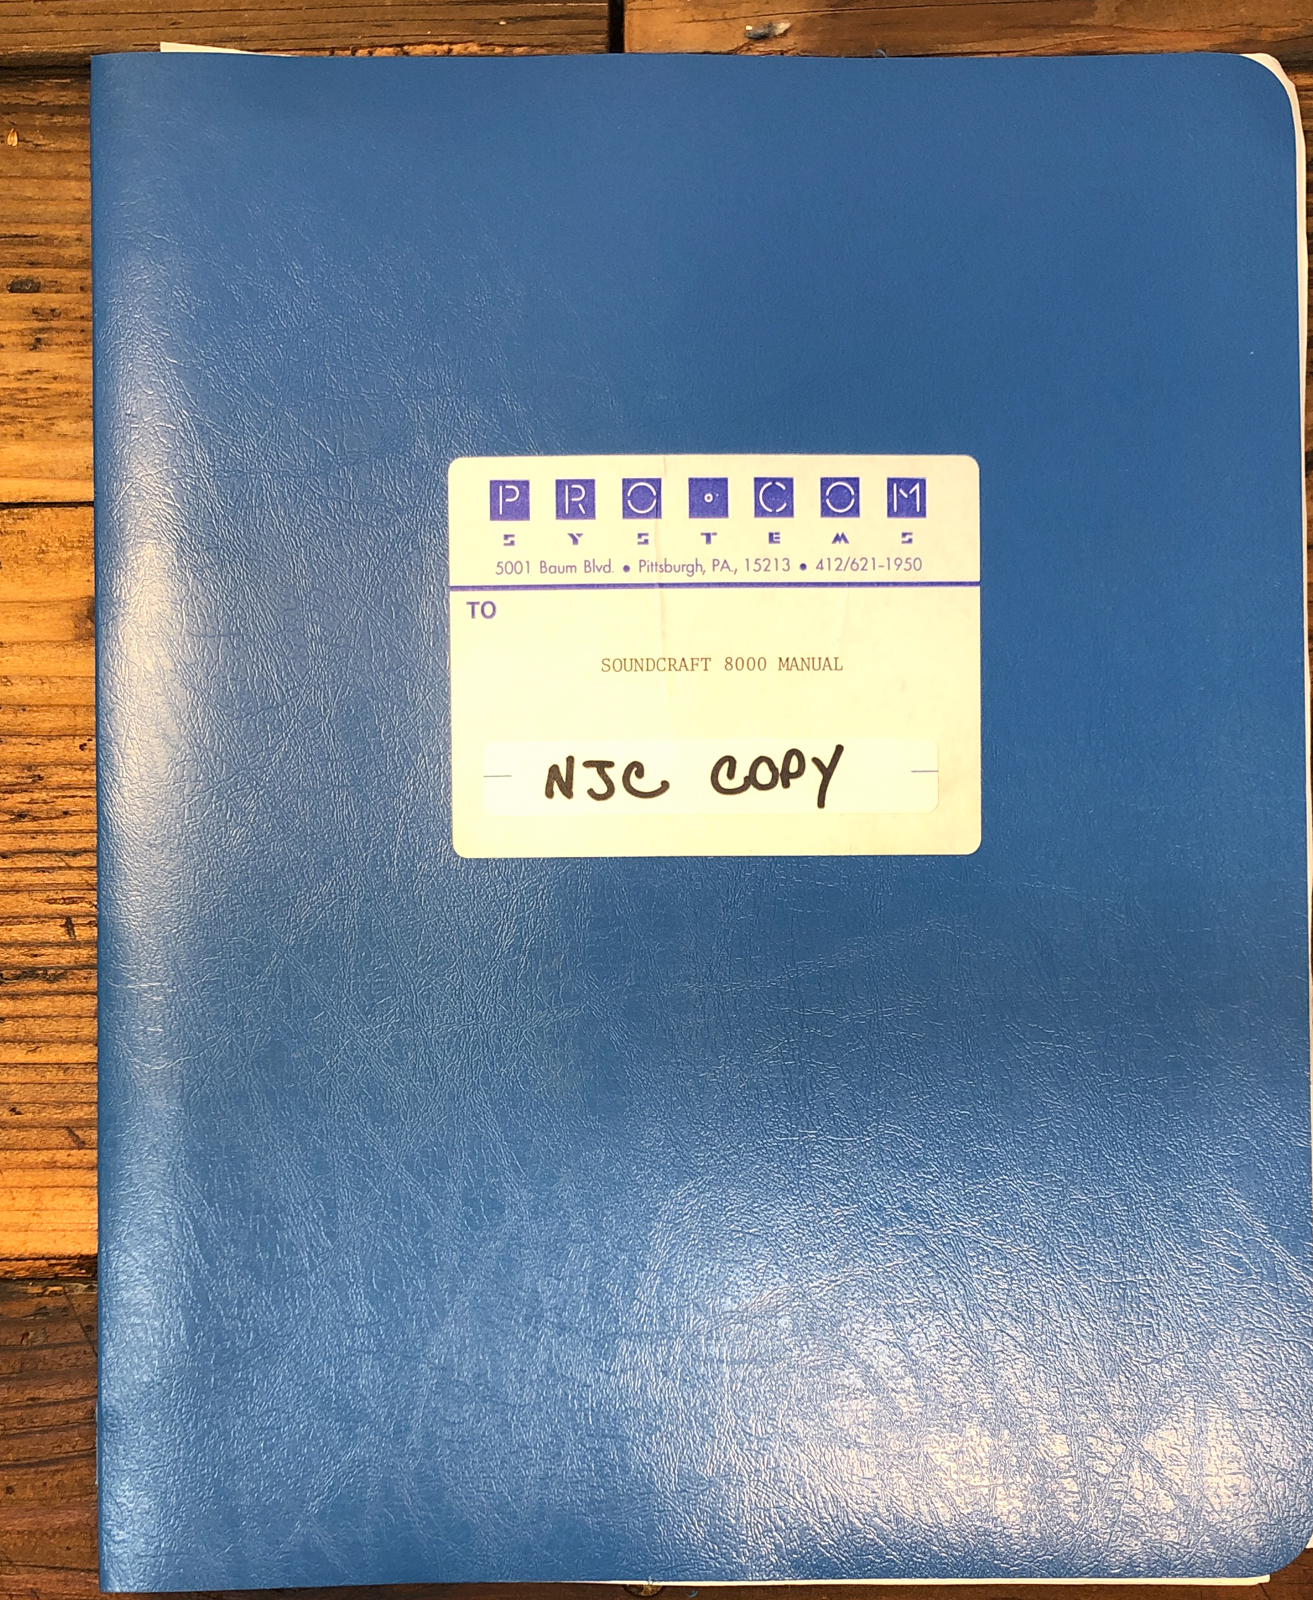 PRO•COM
SYSTEMS
5001 Baum Blvd. • Pittsburgh, PA., 15213 • 412/621-1950
TO
SOUNDCRAFT 8000 MANUAL
NJC COPY